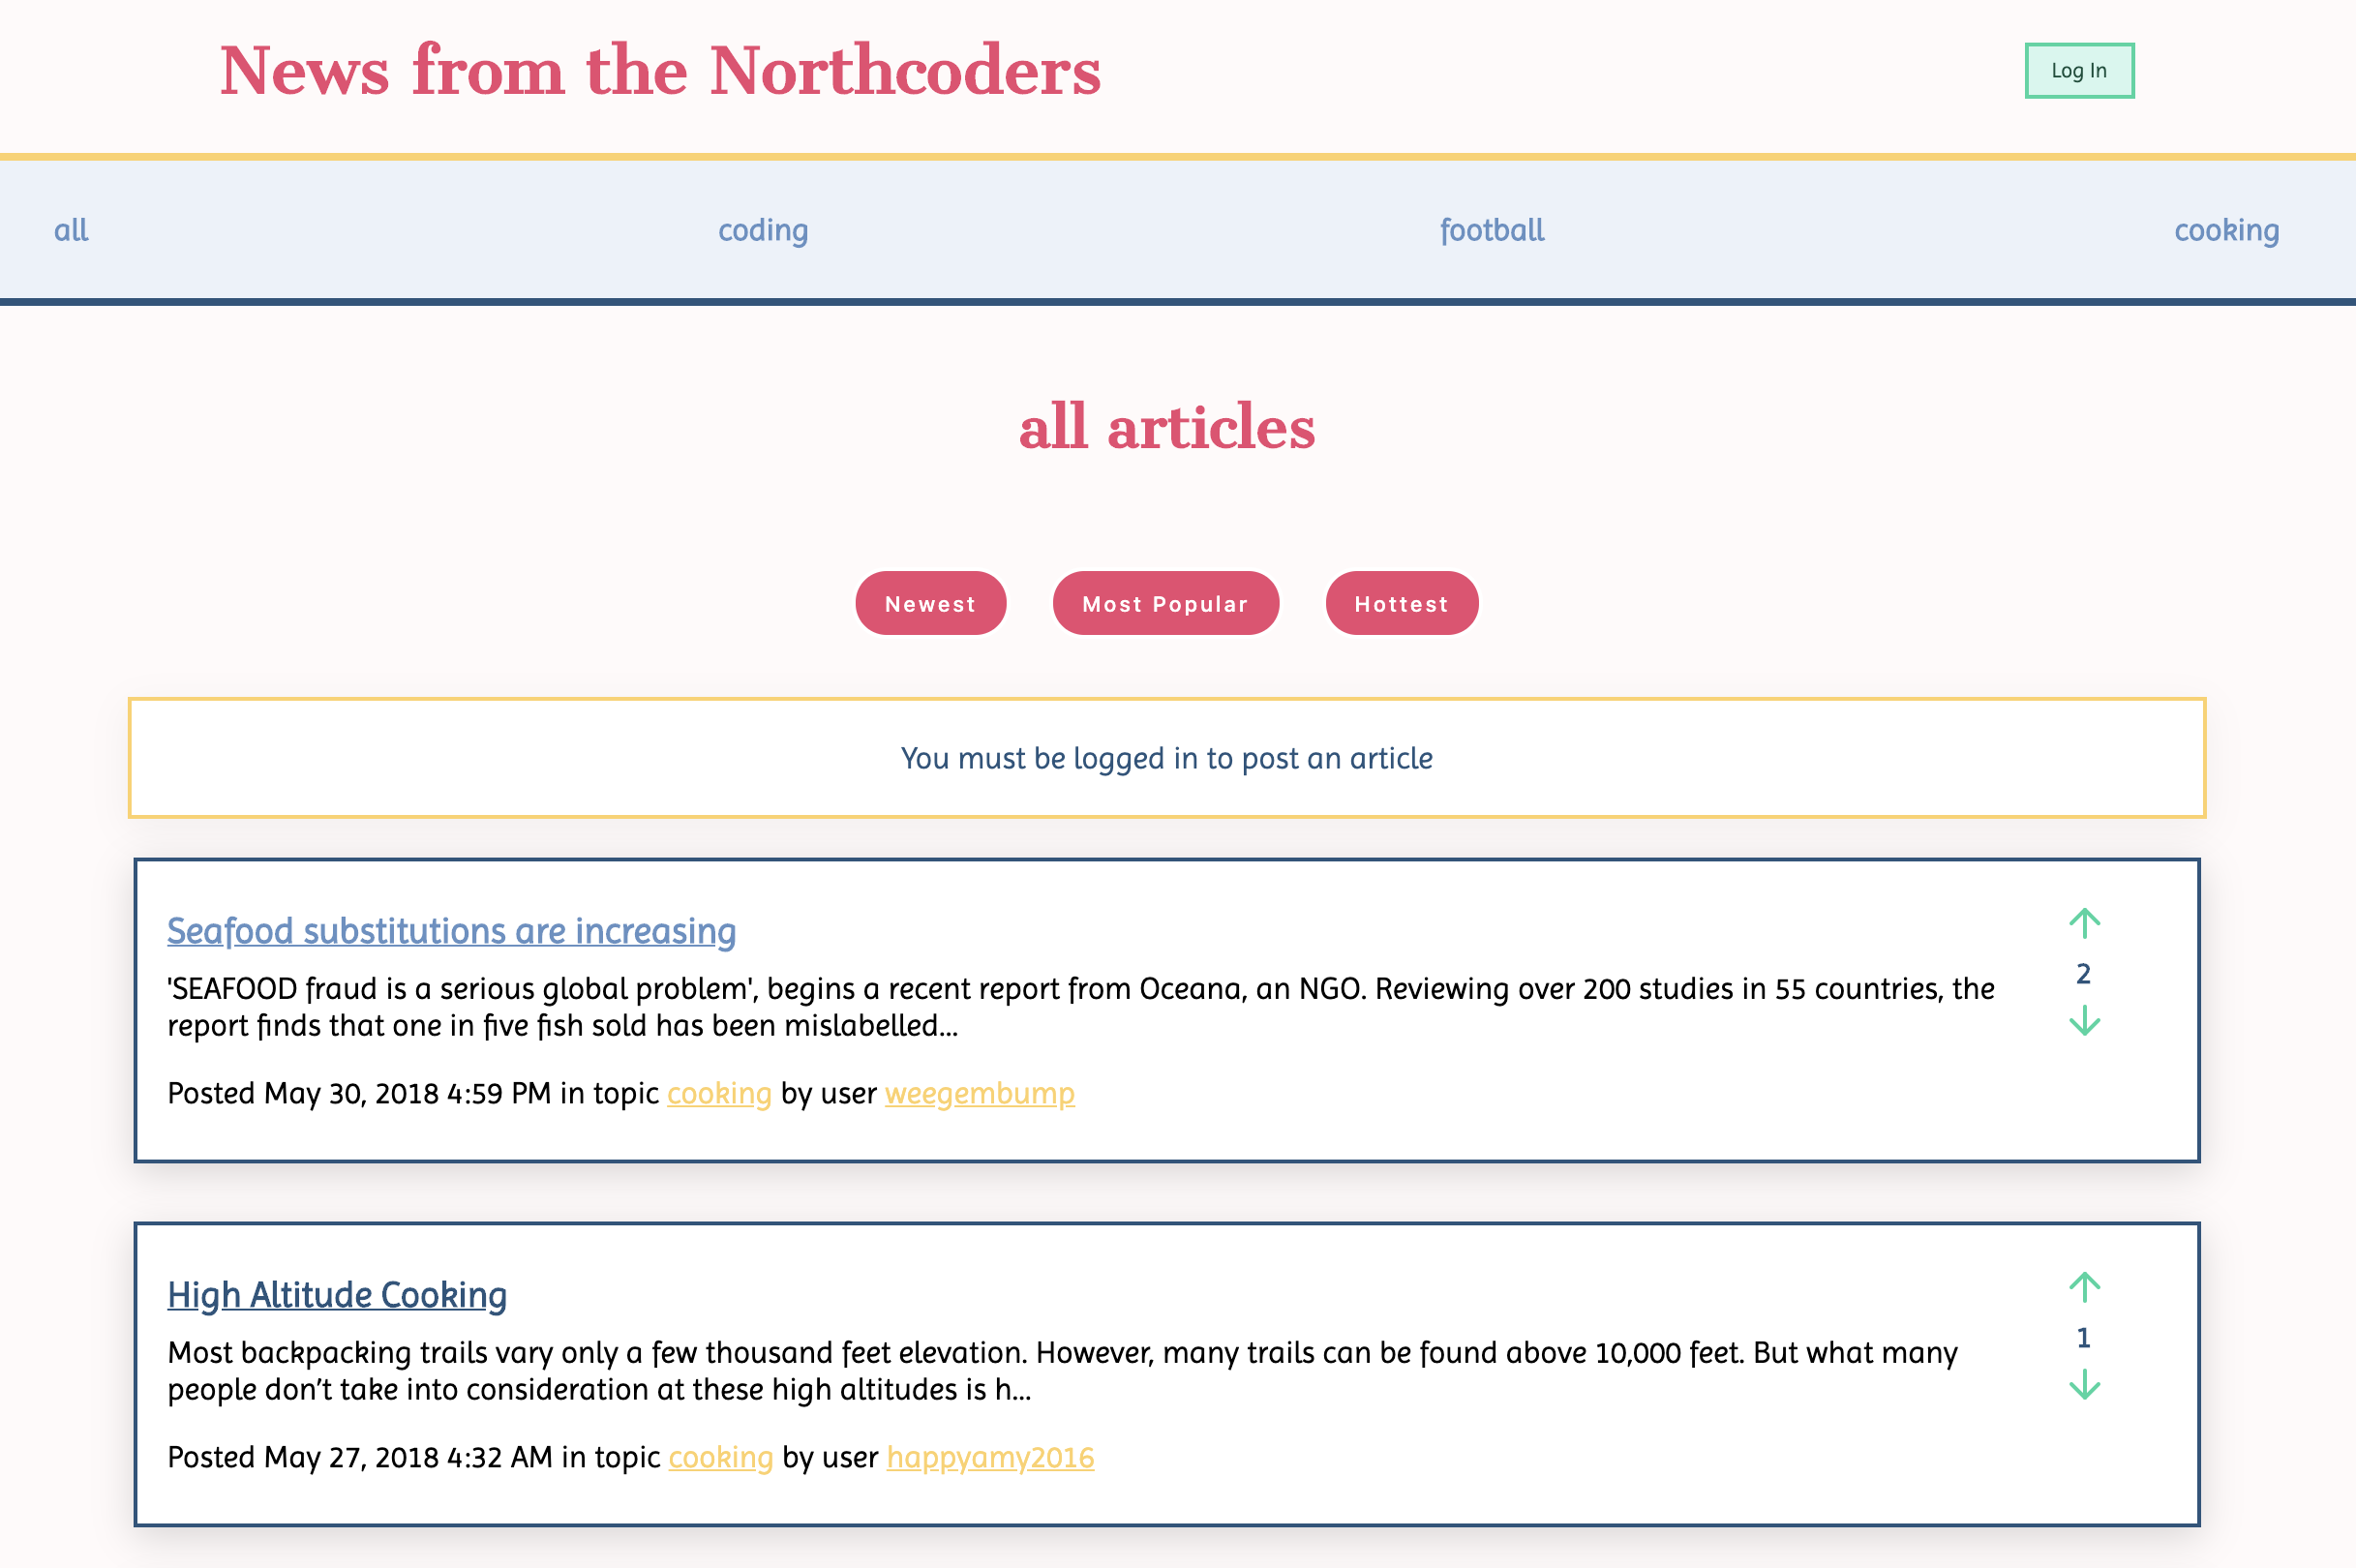 News from the Northcoders
Log In
all coding football cooking
all articles
Newest Most Popular Hottest
You must be logged in to post an article
Seafood substitutions are increasing
'SEAFOOD fraud is a serious global problem', begins a recent report from Oceana, an NGO. Reviewing over 200 studies in 55 countries, the
report finds that one in five fish sold has been mislabelled...
2
Posted May 30, 2018 4:59 PM in topic cooking by user weegembump
High Altitude Cooking
Most backpacking trails vary only a few thousand feet elevation. However, many trails can be found above 10,000 feet. But what many
people don’t take into consideration at these high altitudes is h...
1
Posted May 27, 2018 4:32 AM in topic cooking by user happyamy2016